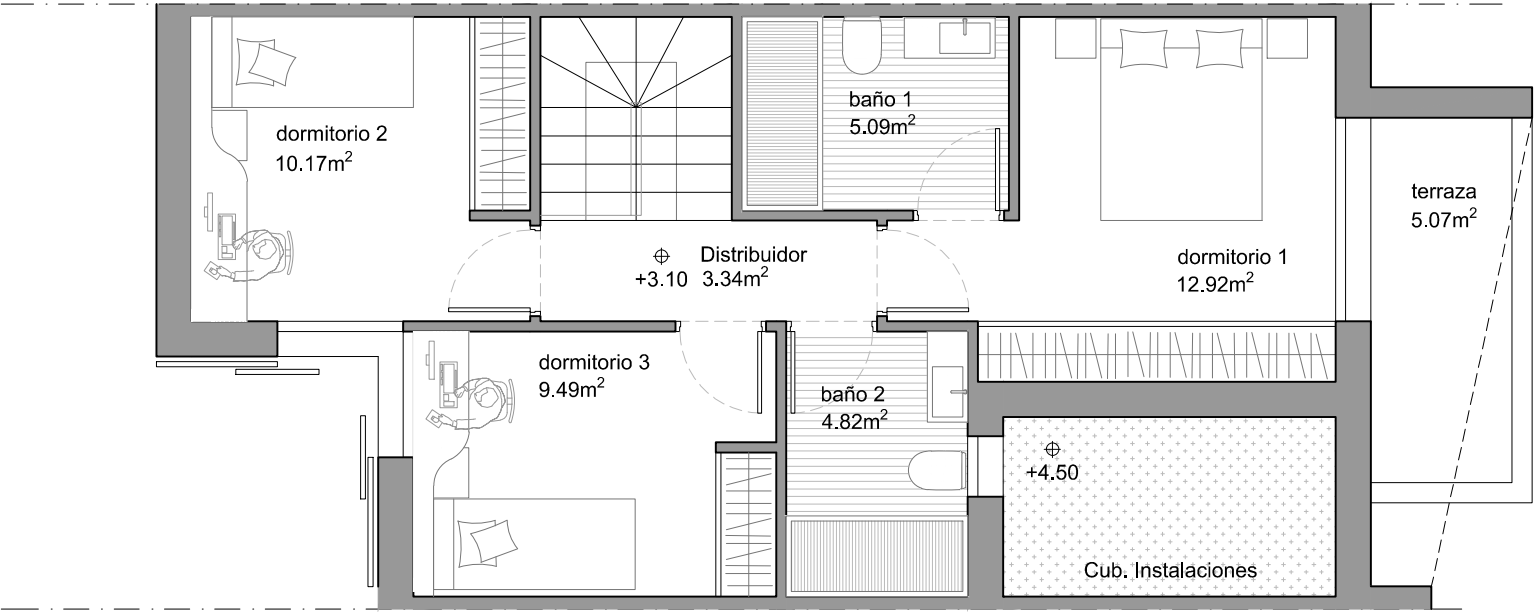 dormitorio 2
10.17m²
baño 1
5.09m²
terraza
5.07m²
Distribuidor
+3.10 3.34m²
dormitorio 1
12.92m²
dormitorio 3
9.49m²
baño 2
4.82m²
+4.50
Cub. Instalaciones